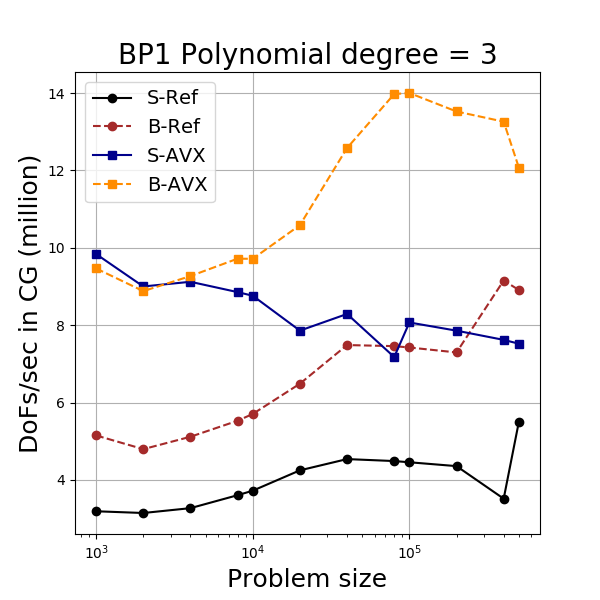 BP1 Polynomial degree = 3
S-Ref
B-Ref
S-AVX
B-AVX
DoFs/sec in CG (million)
14
12
10
8
6
4
10³
10⁴
10⁵
Problem size